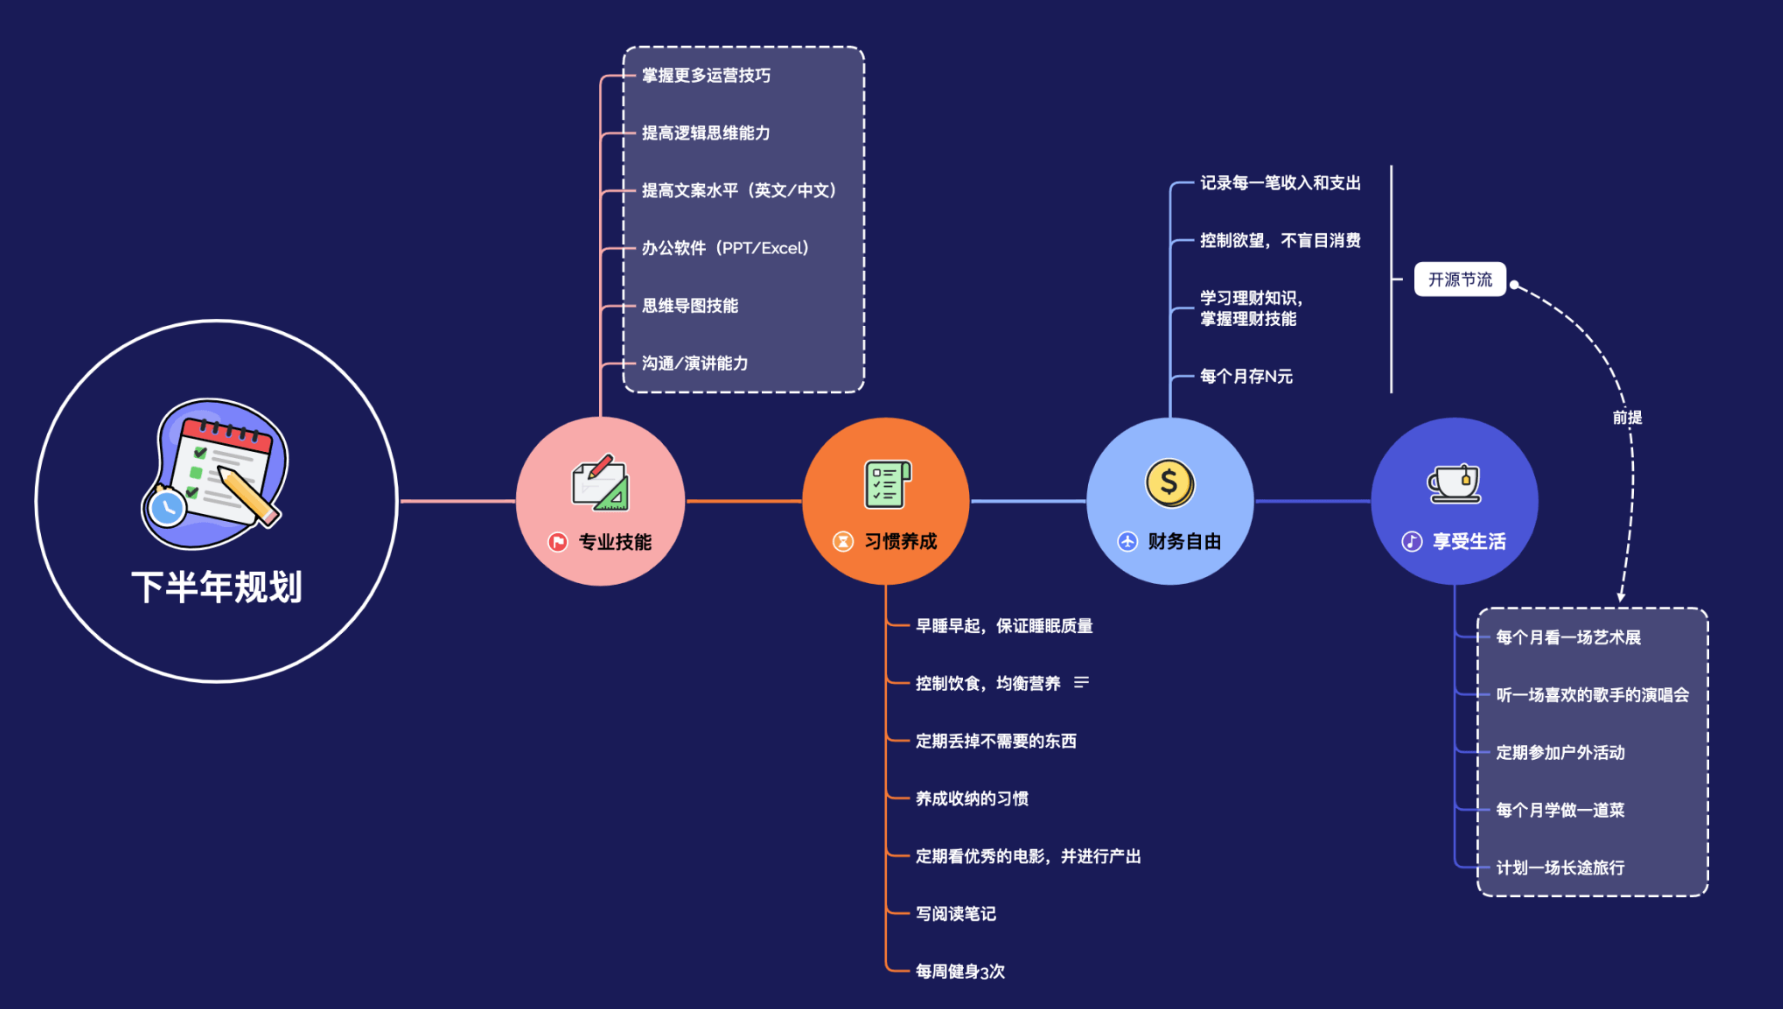 下半年规划
专业技能
掌握更多运营技巧
提高逻辑思维能力
提高文案水平（英文/中文）
办公软件（PPT/Excel）
思维导图技能
沟通/演讲能力
习惯养成
早睡早起，保证睡眠质量
控制饮食，均衡营养
定期丢掉不需要的东西
养成收纳的习惯
定期看优秀的电影，并进行产出
写阅读笔记
每周健身3次
财务自由
记录每一笔收入和支出
控制欲望，不盲目消费
学习理财知识，
掌握理财技能
每个月存N元
开源节流
前提
享受生活
每个月看一场艺术展
听一场喜欢的歌手的演唱会
定期参加户外活动
每个月学做一道菜
计划一场长途旅行